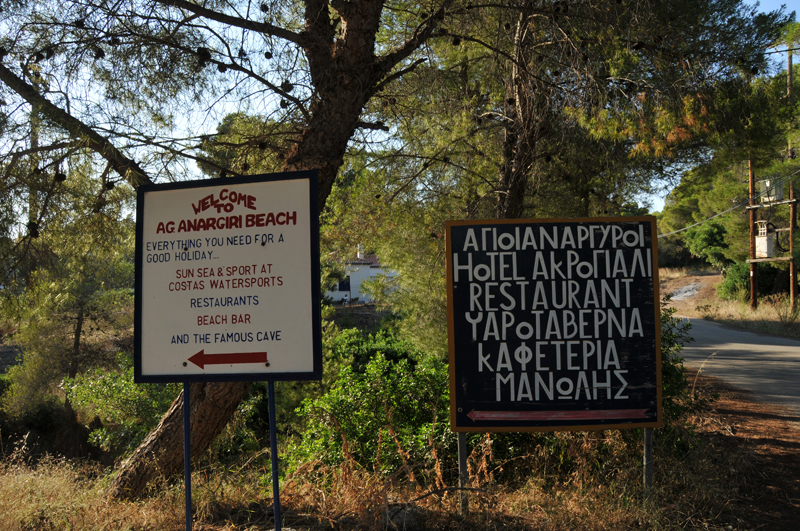 WELCOME
TO
AG ANARGIRI BEACH
EVERYTHING YOU NEED FOR A
GOOD HOLIDAY...
SUN SEA & SPORT AT
COSTAS WATERSPORTS
RESTAURANTS
BEACH BAR
AND THE FAMOUS CAVE
ΑΓΙΟΙ ΑΝΑΡΓΥΡΟΙ
HOTEL ΑΚΡΟΓΙΑΛΙ
RESTAURANT
ΨΑΡΟΤΑΒΕΡΝΑ
ΚΑΦΕΤΕΡΙΑ
ΜΑΝΩΛΗΣ